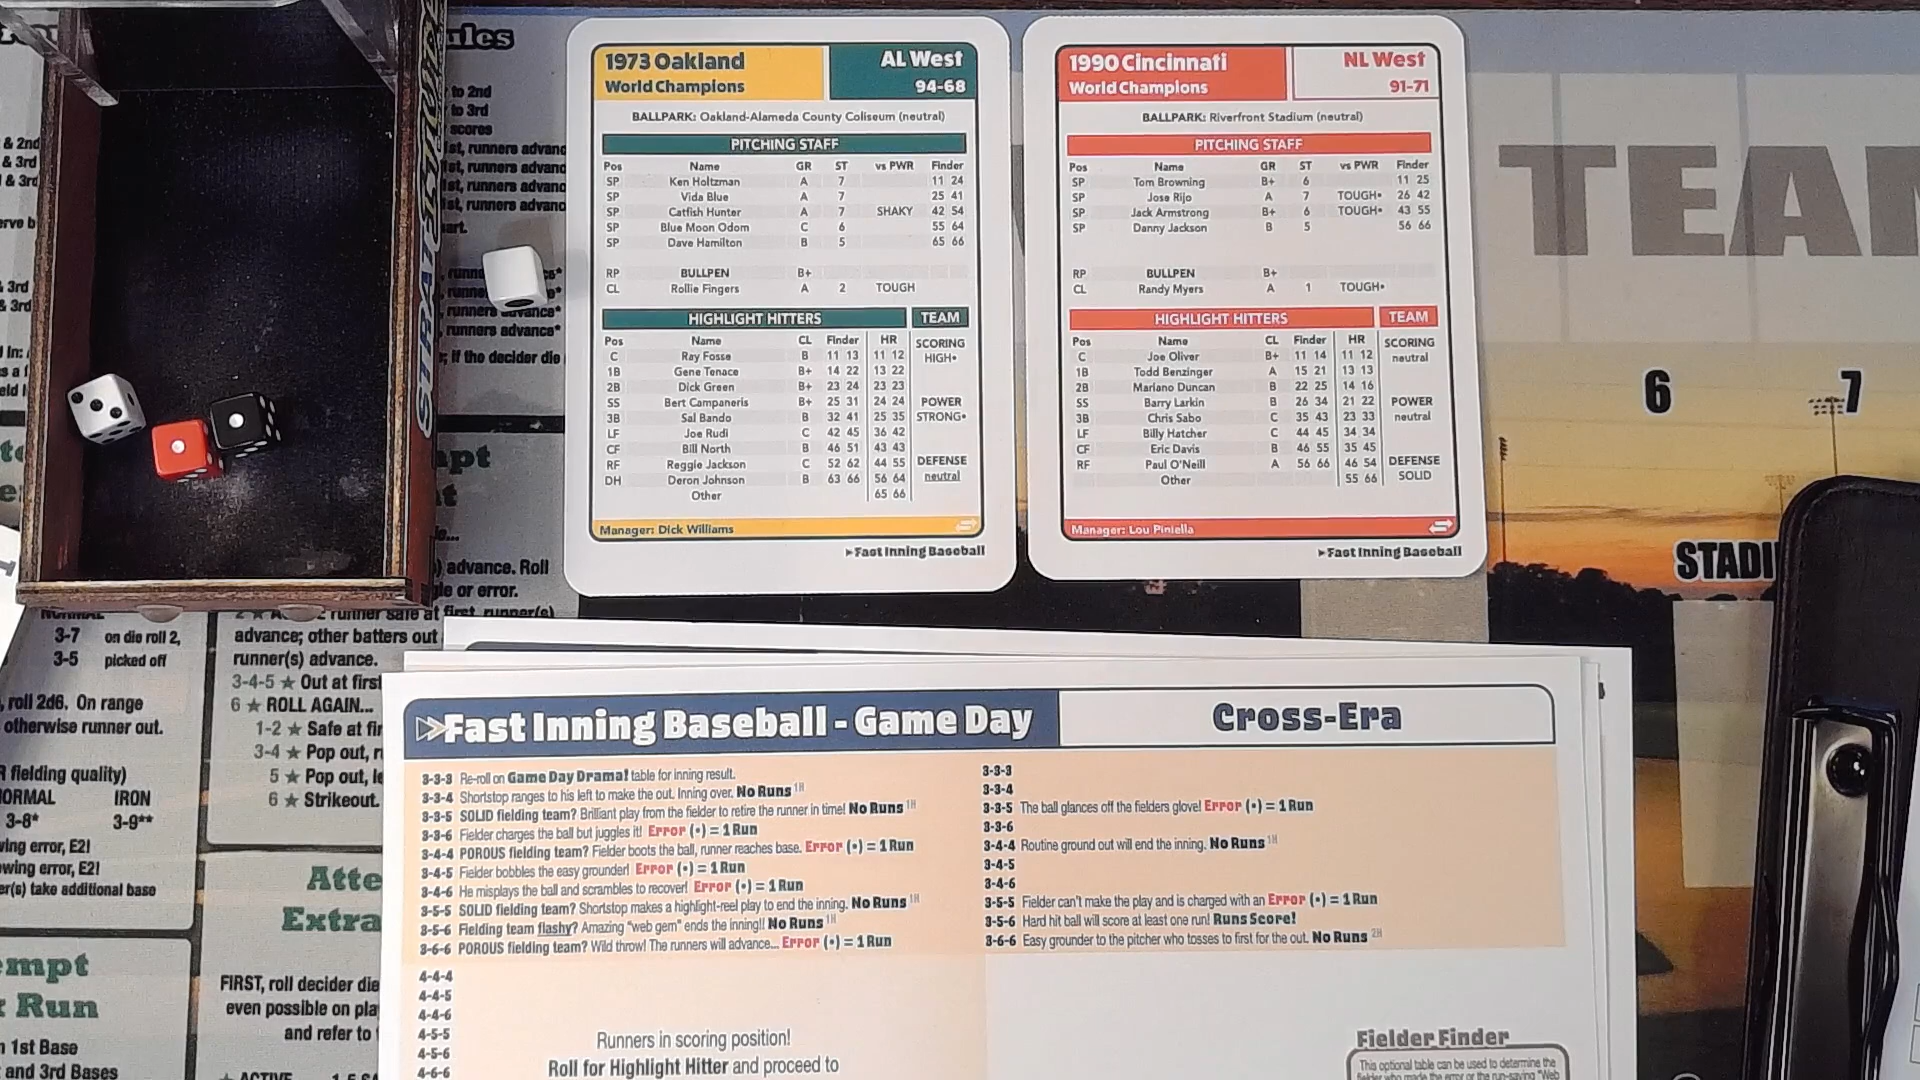 1973 Oakland
World Champions
AL West
94-68
BALLPARK: Oakland-Alameda County Coliseum (neutral)
PITCHING STAFF
Pos Name GR ST vs PWR Finder
SP Ken Holtzman A 7 11 24
SP Vida Blue A 7 25 41
SP Catfish Hunter A 7 SHAKY 42 54
SP Blue Moon Odom C 6 55 64
SP Dave Hamilton B 5 65 66
RP BULLPEN B+
CL Rollie Fingers A 2 TOUGH
HIGHLIGHT HITTERS TEAM
Pos Name CL Finder HR
C Ray Fosse B 11 13 11 12
1B Gene Tenace B+ 14 22 13 22
2B Dick Green B+ 23 24 23 23
SS Bert Campaneris B+ 25 31 24 24
3B Sal Bando B 32 41 25 35
LF Joe Rudi C 42 45 36 42
CF Bill North B 46 51 43 43
RF Reggie Jackson C 52 62 44 55
DH Deron Johnson B 63 66 56 64
Other 65 66
SCORING
HIGH•
POWER
STRONG•
DEFENSE
neutral
Manager: Dick Williams
Fast Inning Baseball
1990 Cincinnati
World Champions
NL West
91-71
BALLPARK: Riverfront Stadium (neutral)
PITCHING STAFF
Pos Name GR ST vs PWR Finder
SP Tom Browning B+ 6 11 25
SP Jose Rijo A 7 TOUGH• 26 42
SP Jack Armstrong B+ 6 TOUGH• 43 55
SP Danny Jackson B 5 56 66
RP BULLPEN B+
CL Randy Myers A 1 TOUGH•
HIGHLIGHT HITTERS TEAM
Pos Name CL Finder HR
C Joe Oliver B+ 11 14 11 12
1B Todd Benzinger A 15 21 13 13
2B Mariano Duncan B 22 25 14 16
SS Barry Larkin B 26 34 21 22
3B Chris Sabo C 35 43 23 33
LF Billy Hatcher C 44 45 34 34
CF Eric Davis B 46 55 35 45
RF Paul O'Neill A 56 66 46 54
Other 55 66
SCORING
neutral
POWER
neutral
DEFENSE
SOLID
Manager: Lou Piniella
Fast Inning Baseball
TEA
6 7
STADI
Fast Inning Baseball - Game Day
Cross-Era
3-3-3 Re-roll on Game Day Drama! table for inning result.
3-3-4 Shortstop ranges to his left to make the out. Inning over. No Runs 1H
3-3-5 SOLID fielding team? Brilliant play from the fielder to retire the runner in time! No Runs 1H
3-3-6 Fielder charges the ball but juggles it! Error (•) = 1 Run
3-4-4 POROUS fielding team? Fielder boots the ball, runner reaches base. Error (•) = 1 Run
3-4-5 Fielder bobbles the easy grounder! Error (•) = 1 Run
3-4-6 He misplays the ball and scrambles to recover! Error (•) = 1 Run
3-5-5 SOLID fielding team? Shortstop makes a highlight-reel play to end the inning. No Runs 1H
3-5-6 Fielding team flashy? Amazing "web gem" ends the inning!! No Runs 1H
3-6-6 POROUS fielding team? Wild throw! The runners will advance... Error (•) = 1 Run
3-3-3
3-3-4
3-3-5 The ball glances off the fielders glove! Error (•) = 1 Run
3-3-6
3-4-4 Routine ground out will end the inning. No Runs 1H
3-4-5
3-4-6
3-5-5 Fielder can't make the play and is charged with an Error (•) = 1 Run
3-5-6 Hard hit ball will score at least one run! Runs Score!
3-6-6 Easy grounder to the pitcher who tosses to first for the out. No Runs 2H
4-4-4
4-4-5
4-4-6
4-5-5
4-5-6
4-6-6
Runners in scoring position!
Roll for Highlight Hitter and proceed to
Fielder Finder
This optional table can be used to determine the
to 2nd
to 3rd
scores
1st, runners advanc
& 2nd
& 3rd
& 3rd
advance. Roll
le or error.
3-7 on die roll 2,
3-5 picked off
roll 2d6. On range
otherwise runner out.
R fielding quality)
ORMAL IRON
3-8* 3-9**
wing error, E2!
owing error, E2!
er(s) take additional base
advance; other batters out
runner(s) advance.
3-4-5 ★ Out at first
6 ★ ROLL AGAIN...
1-2 ★ Safe at fir
3-4 ★ Pop out, r
5 ★ Pop out, le
6 ★ Strikeout.
Atte
Extra
FIRST, roll decider die
even possible on pla
and refer to
empt
Run
1st Base
and 3rd Bases